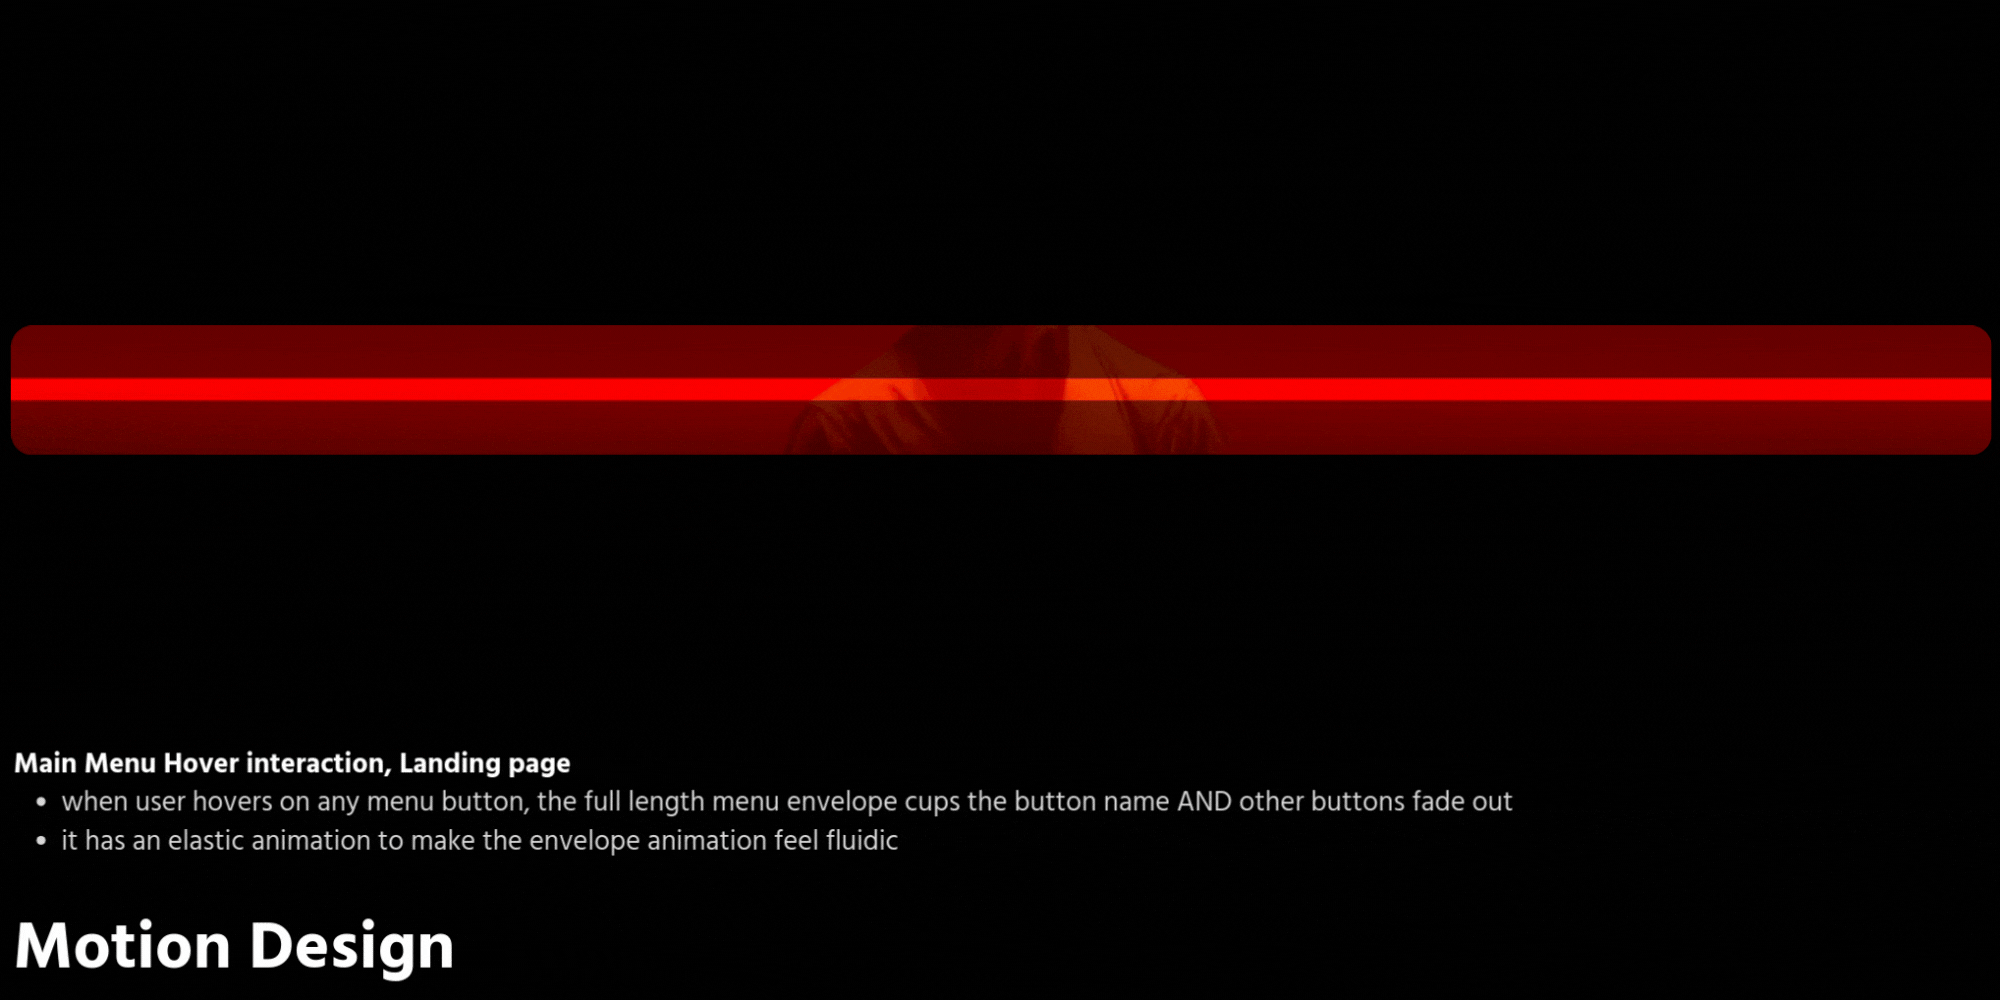 Main Menu Hover interaction, Landing page
• when user hovers on any menu button, the full length menu envelope cups the button name AND other buttons fade out
• it has an elastic animation to make the envelope animation feel fluidic
Motion Design